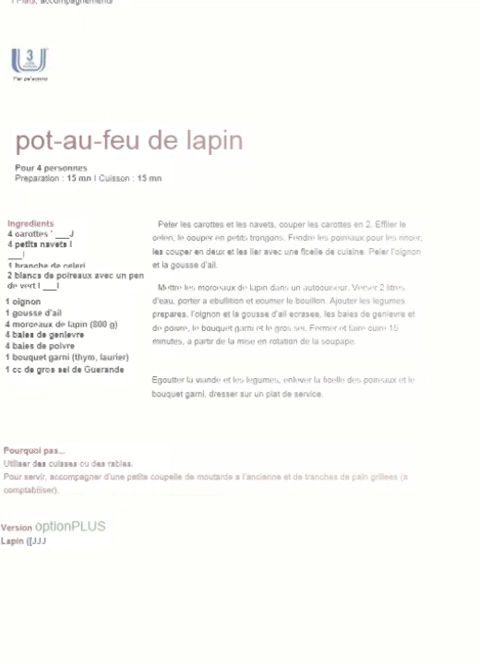 Plats, accompagnements
3
Par personne
pot-au-feu de lapin
Pour 4 personnes
Preparation : 15 mn I Cuisson : 15 mn
Ingredients
4 carottes ' ___J
4 petits navets I
___I
1 branche de celeri
2 blancs de poireaux avec un pen
de vert I ___I
1 oignon
1 gousse d'ail
4 morceaux de lapin (800 g)
4 baies de genievre
4 baies de poivre
1 bouquet garni (thym, laurier)
1 cc de gros sel de Guerande
Peter les carottes et les navets, couper les carottes en 2. Effiler le
celeri, le couper en petits trongons. Fendre les poireaux pour les rincer,
les couper en deux et les lier avec une ficelle de cuisine. Peler l'oignon
et la gousse d'ail.
Mettre les morceaux de lapin dans un autocuiseur. Verser 2 litres
d'eau, porter a ebullition et ecumer le bouillon. Ajouter les legumes
prepares, l'oignon et la gousse d'ail ecrases, les baies de genievre et
de poivre, le bouquet garni et le gros sel. Fermer et faire cuire 15
minutes, a partir de la mise en rotation de la soupape.
Egoutter la viande et les legumes, enlever la ficelle des poireaux et le
bouquet garni, dresser sur un plat de service.
Pourquoi pas...
Utiliser des cuisses ou des rables.
Pour servir, accompagner d'une petite coupelle de moutarde a l'ancienne et de tranches de pain grillees (a
comptabiliser).
Version optionPLUS
Lapin ([JJJ